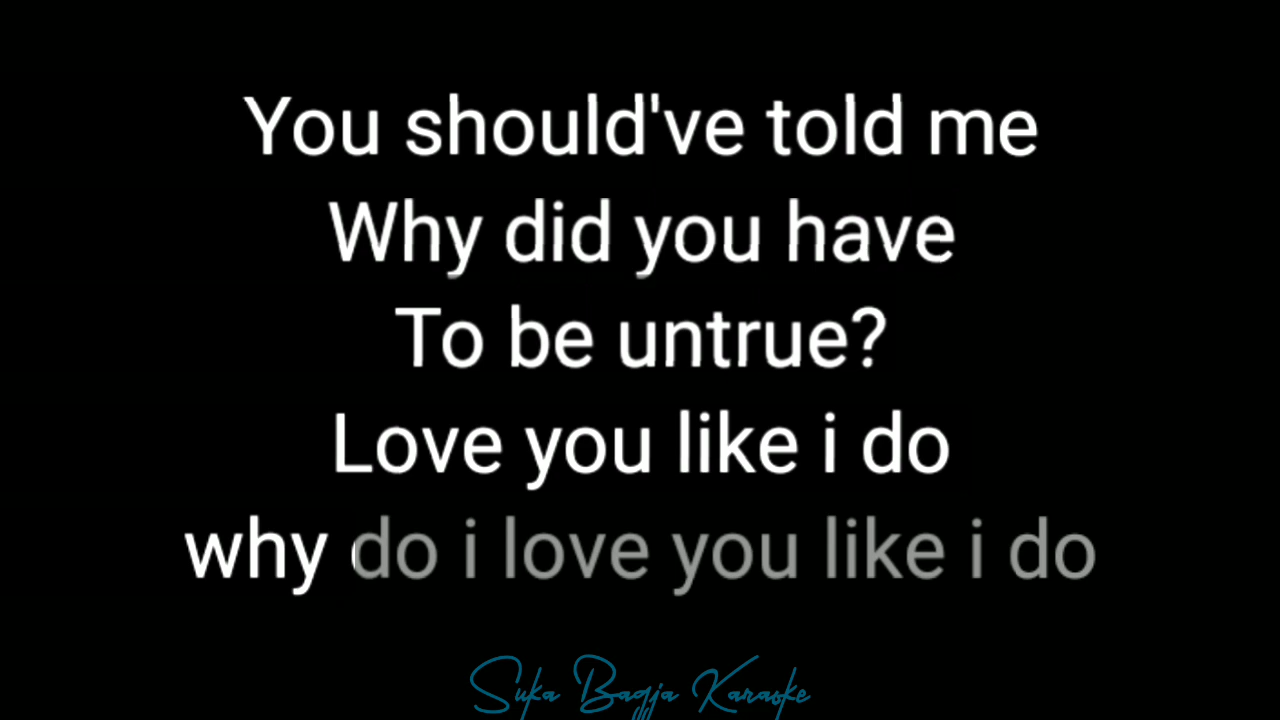 You should've told me
Why did you have
To be untrue?
Love you like i do
why do i love you like i do
Suka Bagja Karaoke